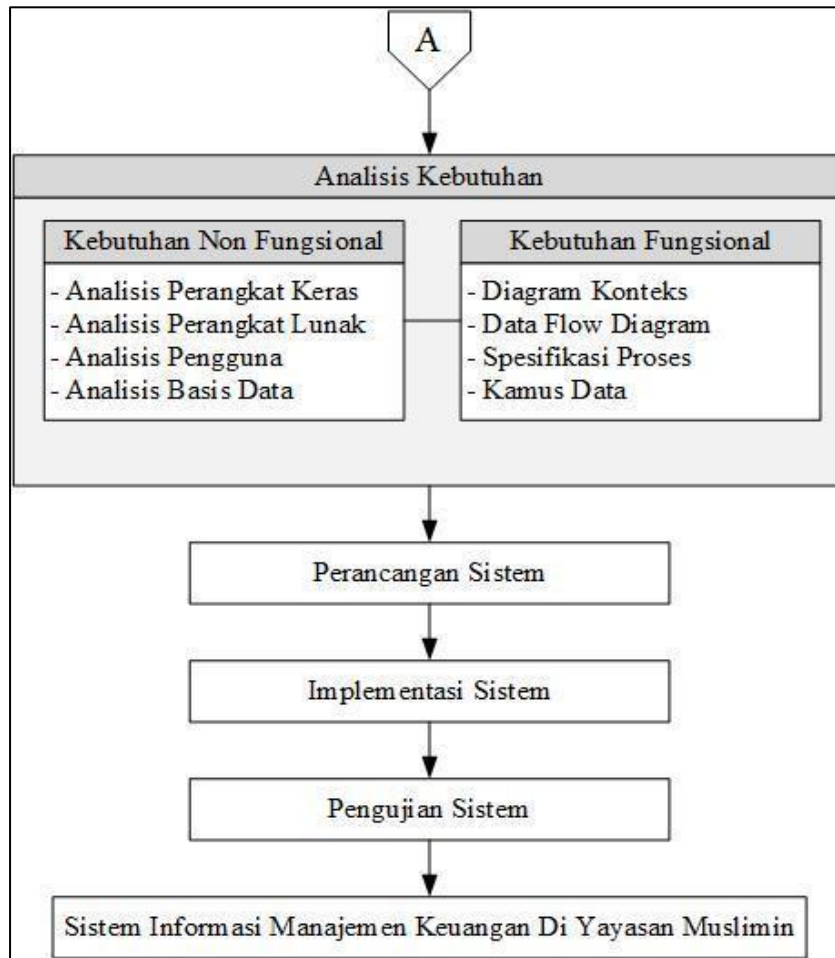 A
Analisis Kebutuhan
Kebutuhan Non Fungsional
- Analisis Perangkat Keras
- Analisis Perangkat Lunak
- Analisis Pengguna
- Analisis Basis Data
Kebutuhan Fungsional
- Diagram Konteks
- Data Flow Diagram
- Spesifikasi Proses
- Kamus Data
Perancangan Sistem
Implementasi Sistem
Pengujian Sistem
Sistem Informasi Manajemen Keuangan Di Yayasan Muslimin